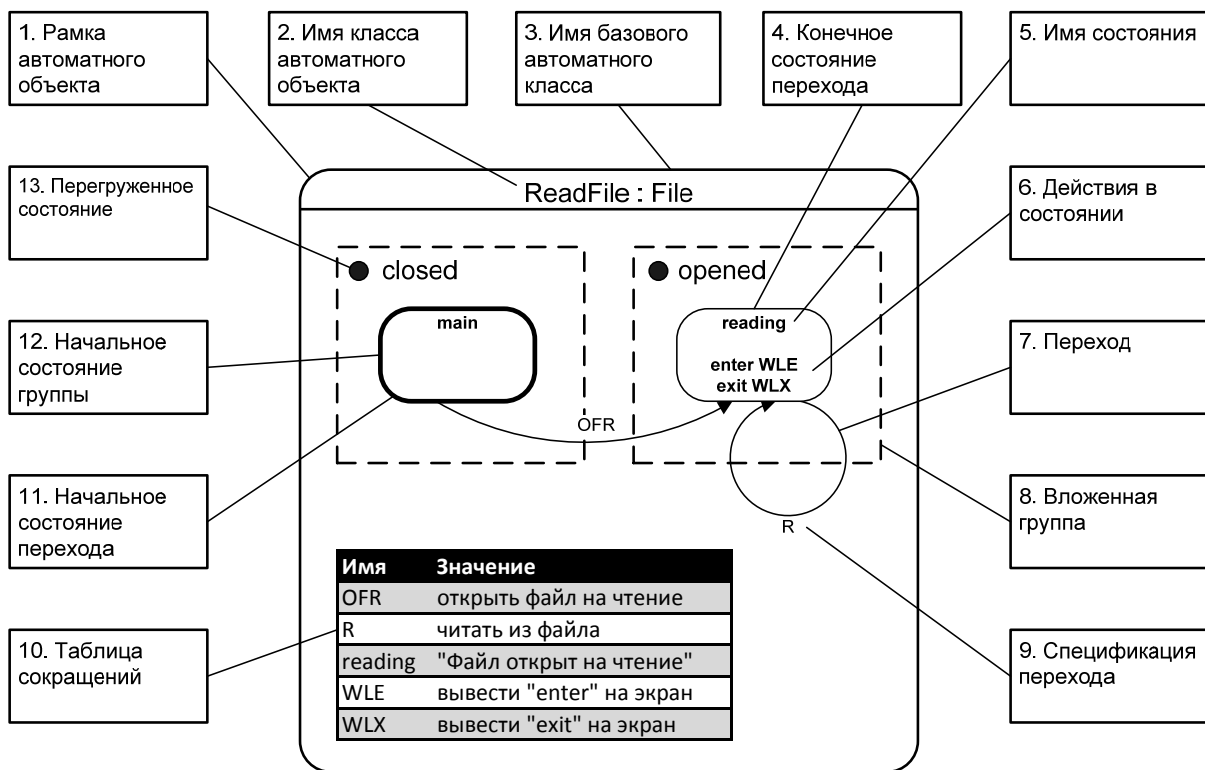 1. Рамка
автоматного
объекта
2. Имя класса
автоматного
объекта
3. Имя базового
автоматного
класса
4. Конечное
состояние
перехода
5. Имя состояния
13. Перегруженное
состояние
ReadFile : File
6. Действия в
состоянии
closed
opened
12. Начальное
состояние
группы
main
reading
enter WLE
exit WLX
7. Переход
OFR
11. Начальное
состояние
перехода
R
8. Вложенная
группа
10. Таблица
сокращений
Имя Значение
OFR открыть файл на чтение
R читать из файла
reading "Файл открыт на чтение"
WLE вывести "enter" на экран
WLX вывести "exit" на экран
9. Спецификация
перехода